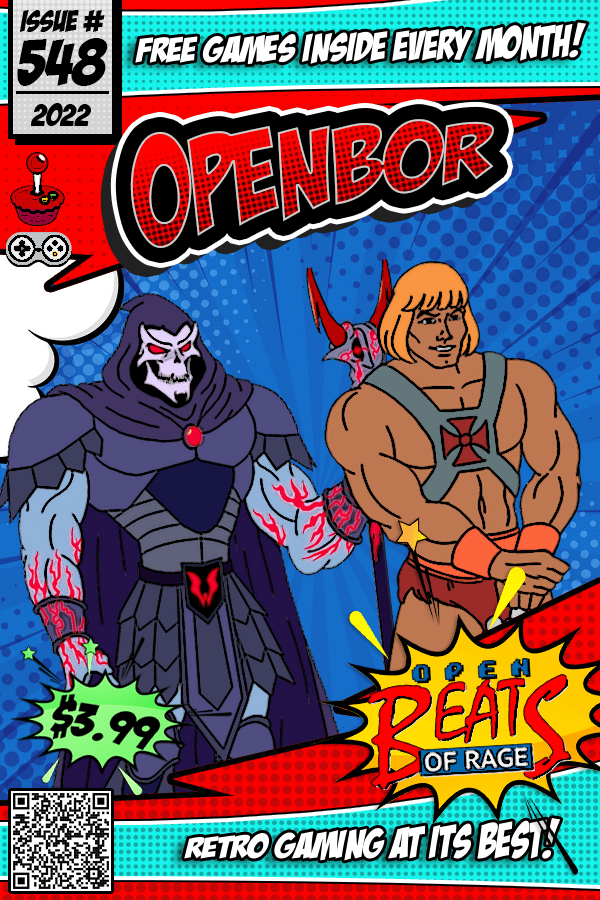 ISSUE #
548
2022
FREE GAMES INSIDE EVERY MONTH!
OPENBOR
$3.99
OPEN
BEATS
OF RAGE
RETRO GAMING AT ITS BEST!